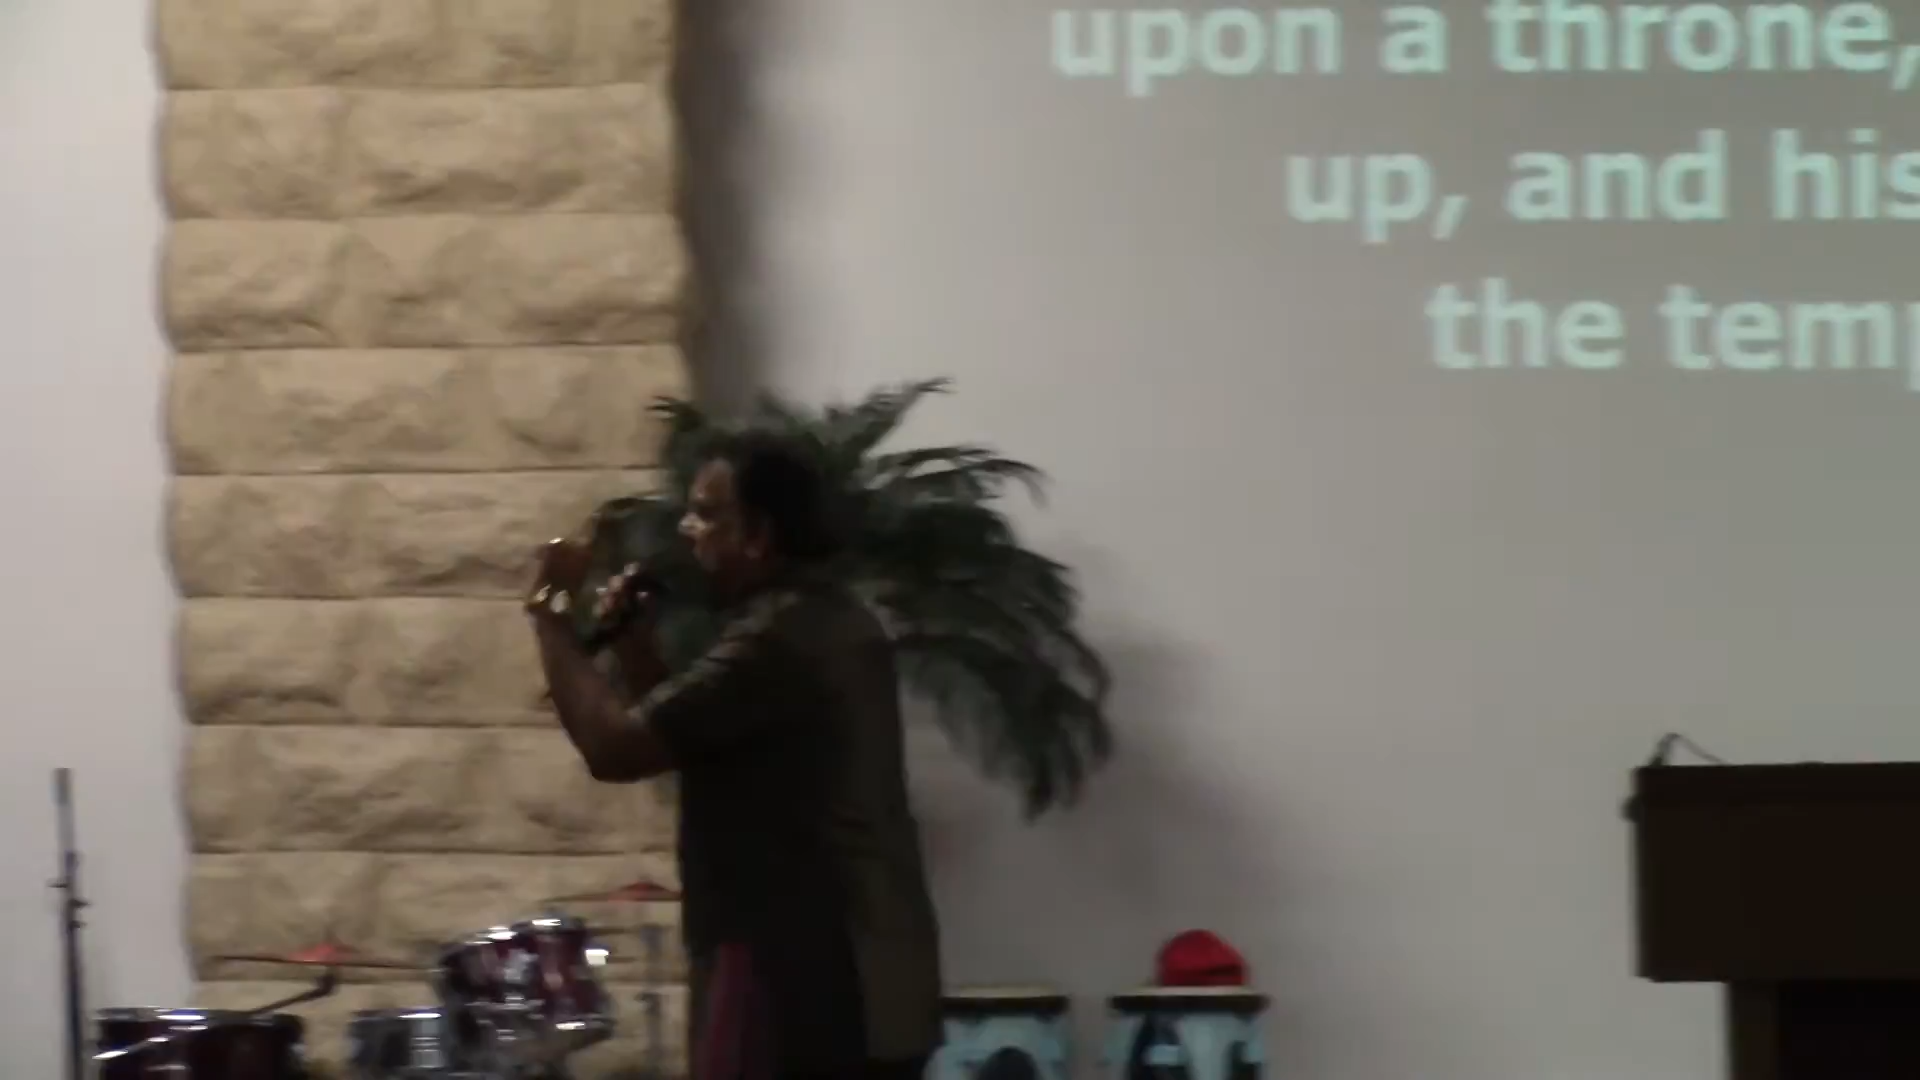 upon a throne,
up, and his
the temp